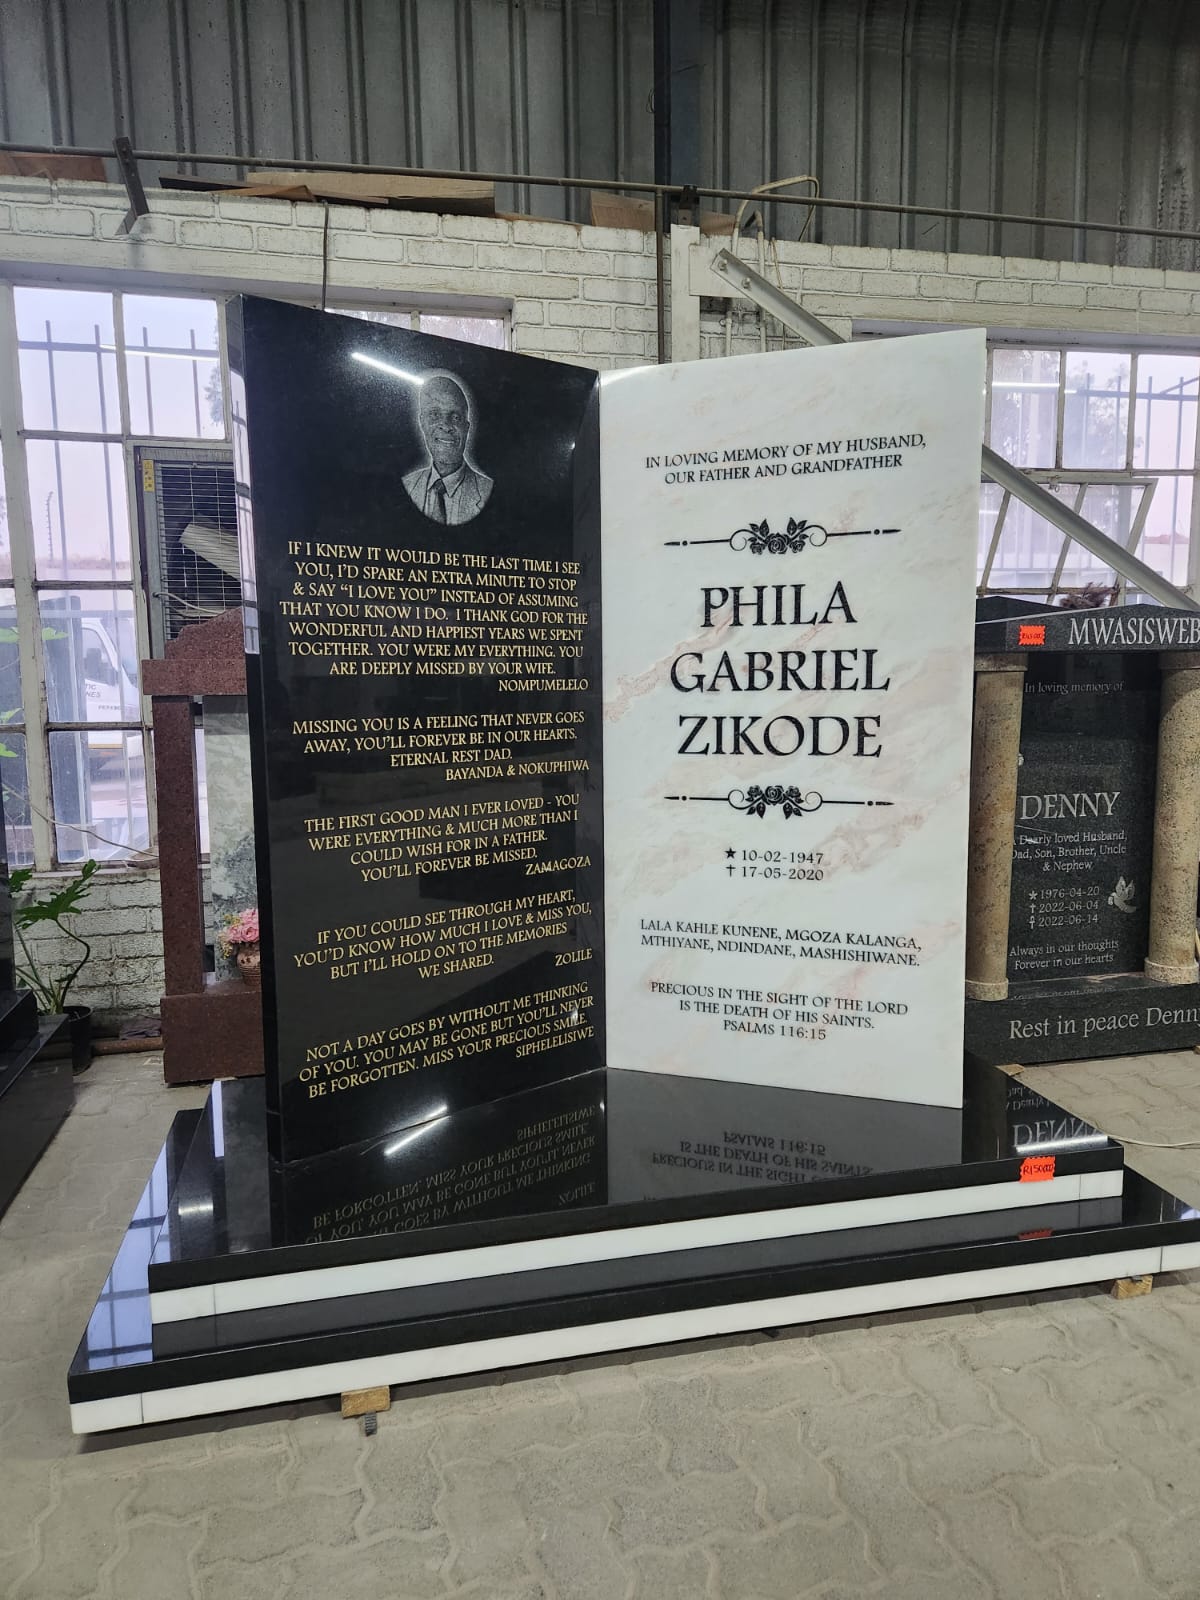 IF I KNEW IT WOULD BE THE LAST TIME I SEE
YOU, I'D SPARE AN EXTRA MINUTE TO STOP
& SAY “I LOVE YOU” INSTEAD OF ASSUMING
THAT YOU KNOW I DO. I THANK GOD FOR THE
WONDERFUL AND HAPPIEST YEARS WE SPENT
TOGETHER. YOU WERE MY EVERYTHING. YOU
ARE DEEPLY MISSED BY YOUR WIFE.
NOMPUMELELO
MISSING YOU IS A FEELING THAT NEVER GOES
AWAY, YOU'LL FOREVER BE IN OUR HEARTS.
ETERNAL REST DAD.
BAYANDA & NOKUPHIWA
THE FIRST GOOD MAN I EVER LOVED - YOU
WERE EVERYTHING & MUCH MORE THAN I
COULD WISH FOR IN A FATHER.
YOU'LL FOREVER BE MISSED.
ZAMAGOZA
IF YOU COULD SEE THROUGH MY HEART,
YOU'D KNOW HOW MUCH I LOVE & MISS YOU,
BUT I'LL HOLD ON TO THE MEMORIES
WE SHARED.
ZOLILE
NOT A DAY GOES BY WITHOUT ME THINKING
OF YOU. YOU MAY BE GONE BUT YOU'LL NEVER
BE FORGOTTEN. MISS YOUR PRECIOUS SMILE.
SIPHELELISIWE
IN LOVING MEMORY OF MY HUSBAND,
OUR FATHER AND GRANDFATHER
PHILA
GABRIEL
ZIKODE
★ 10-02-1947
✝ 17-05-2020
LALA KAHLE KUNENE, MGOZA KALANGA,
MTHIYANE, NDINDANE, MASHISHIWANE.
PRECIOUS IN THE SIGHT OF THE LORD
IS THE DEATH OF HIS SAINTS.
PSALMS 116:15
MWASISWEB
In loving memory of
DENNY
A Dearly loved Husband,
Dad, Son, Brother, Uncle
& Nephew
★ 1976-04-20
✝ 2022-06-04
2022-06-14
Always in our thoughts
Forever in our hearts
Rest in peace Denny
R150000